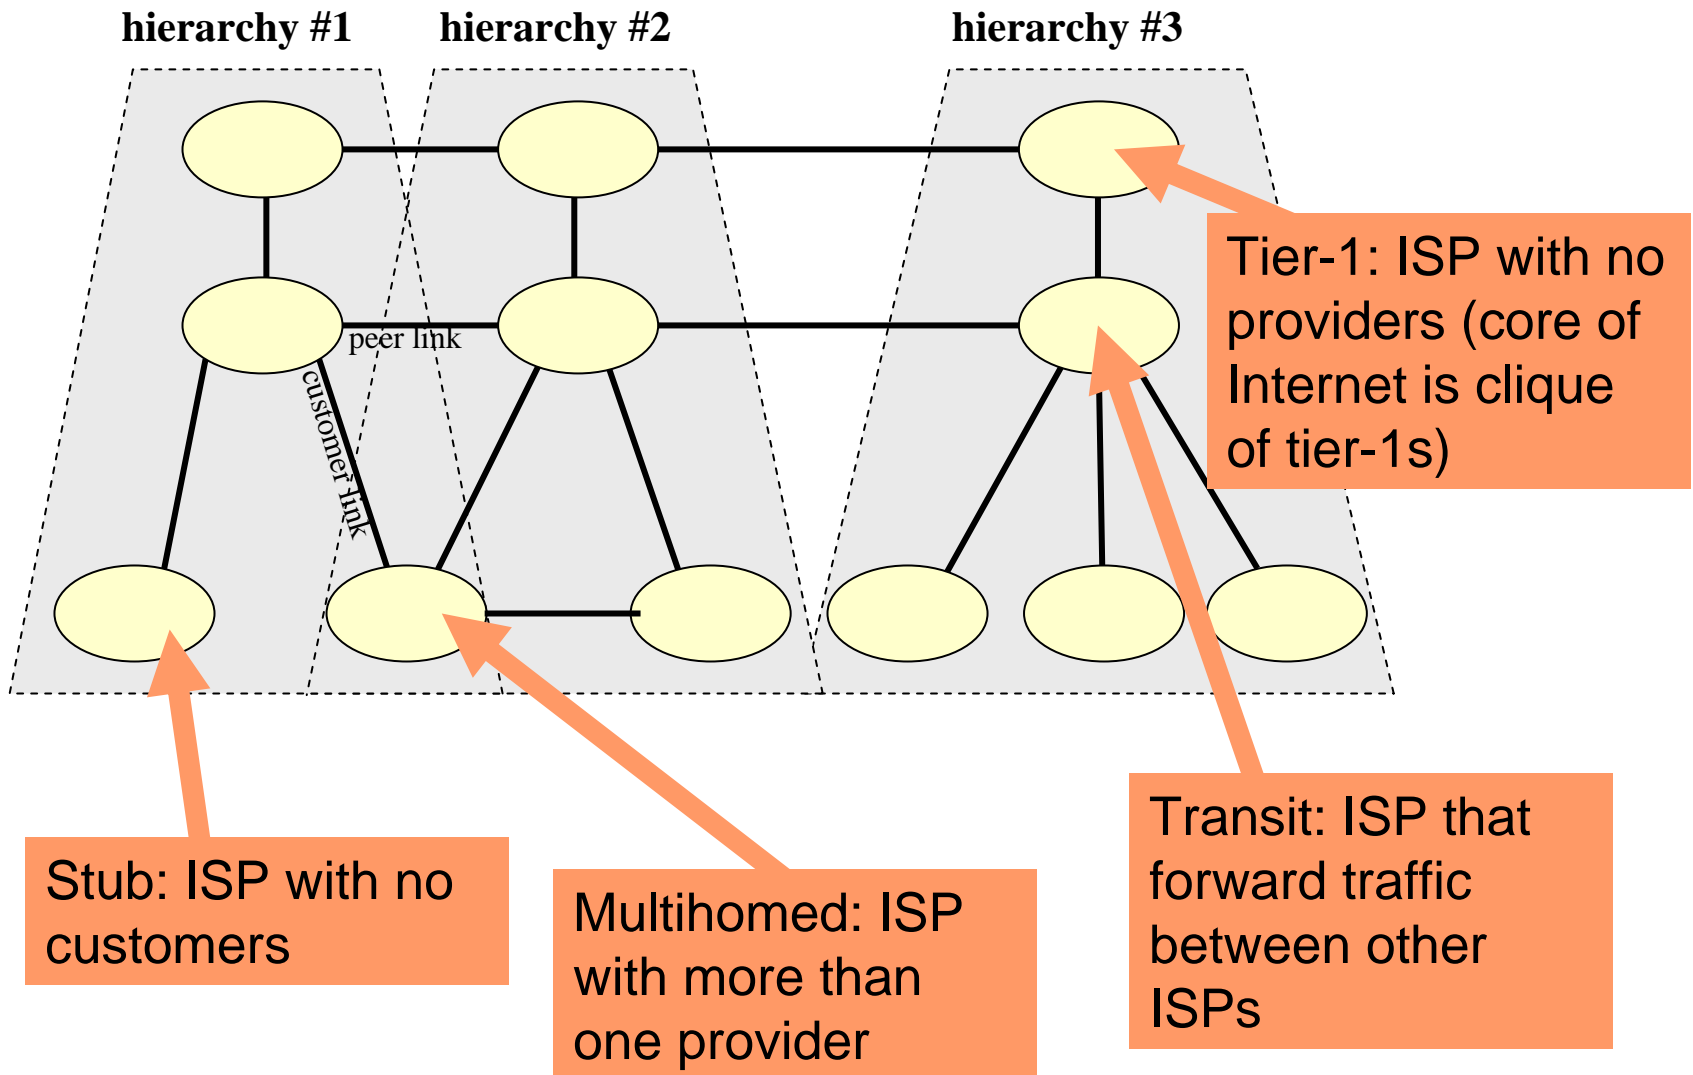 hierarchy #1
hierarchy #2
hierarchy #3
peer link
customer link
Tier-1: ISP with no
providers (core of
Internet is clique
of tier-1s)
Stub: ISP with no
customers
Multihomed: ISP
with more than
one provider
Transit: ISP that
forward traffic
between other
ISPs